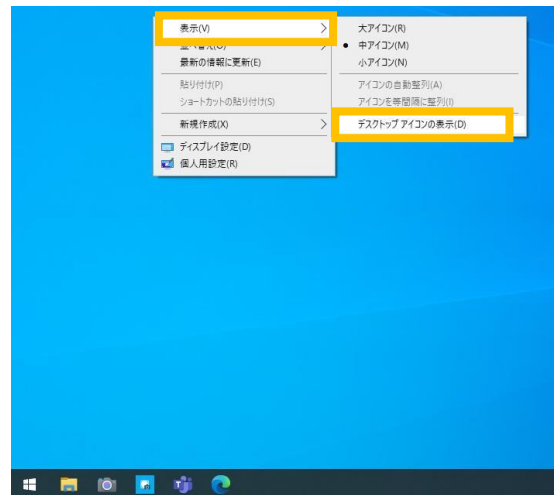 表示(V)
並べ替え(O)
最新の情報に更新(E)
貼り付け(P)
ショートカットの貼り付け(S)
新規作成(X)
ディスプレイ設定(D)
個人用設定(R)
大アイコン(R)
中アイコン(M)
小アイコン(N)
アイコンの自動整列(A)
アイコンを等間隔に整列(I)
デスクトップ アイコンの表示(D)